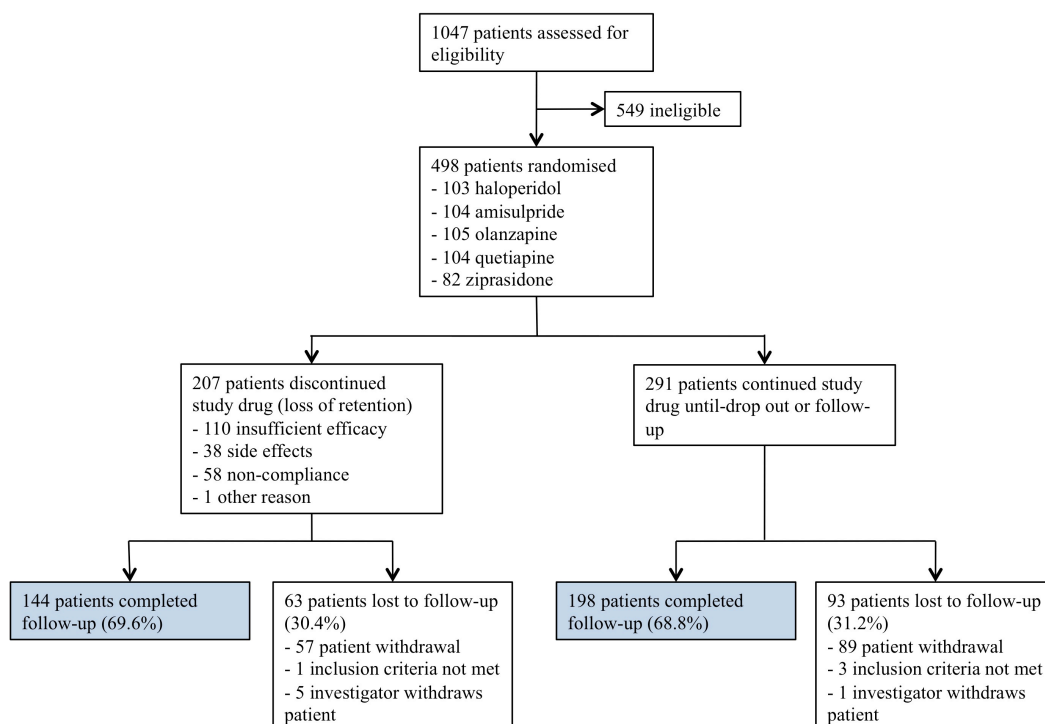 1047 patients assessed for
eligibility
549 ineligible
498 patients randomised
- 103 haloperidol
- 104 amisulpride
- 105 olanzapine
- 104 quetiapine
- 82 ziprasidone
207 patients discontinued
study drug (loss of retention)
- 110 insufficient efficacy
- 38 side effects
- 58 non-compliance
- 1 other reason
291 patients continued study
drug until-drop out or follow-
up
144 patients completed
follow-up (69.6%)
63 patients lost to follow-up
(30.4%)
- 57 patient withdrawal
- 1 inclusion criteria not met
- 5 investigator withdraws
patient
198 patients completed
follow-up (68.8%)
93 patients lost to follow-up
(31.2%)
- 89 patient withdrawal
- 3 inclusion criteria not met
- 1 investigator withdraws
patient